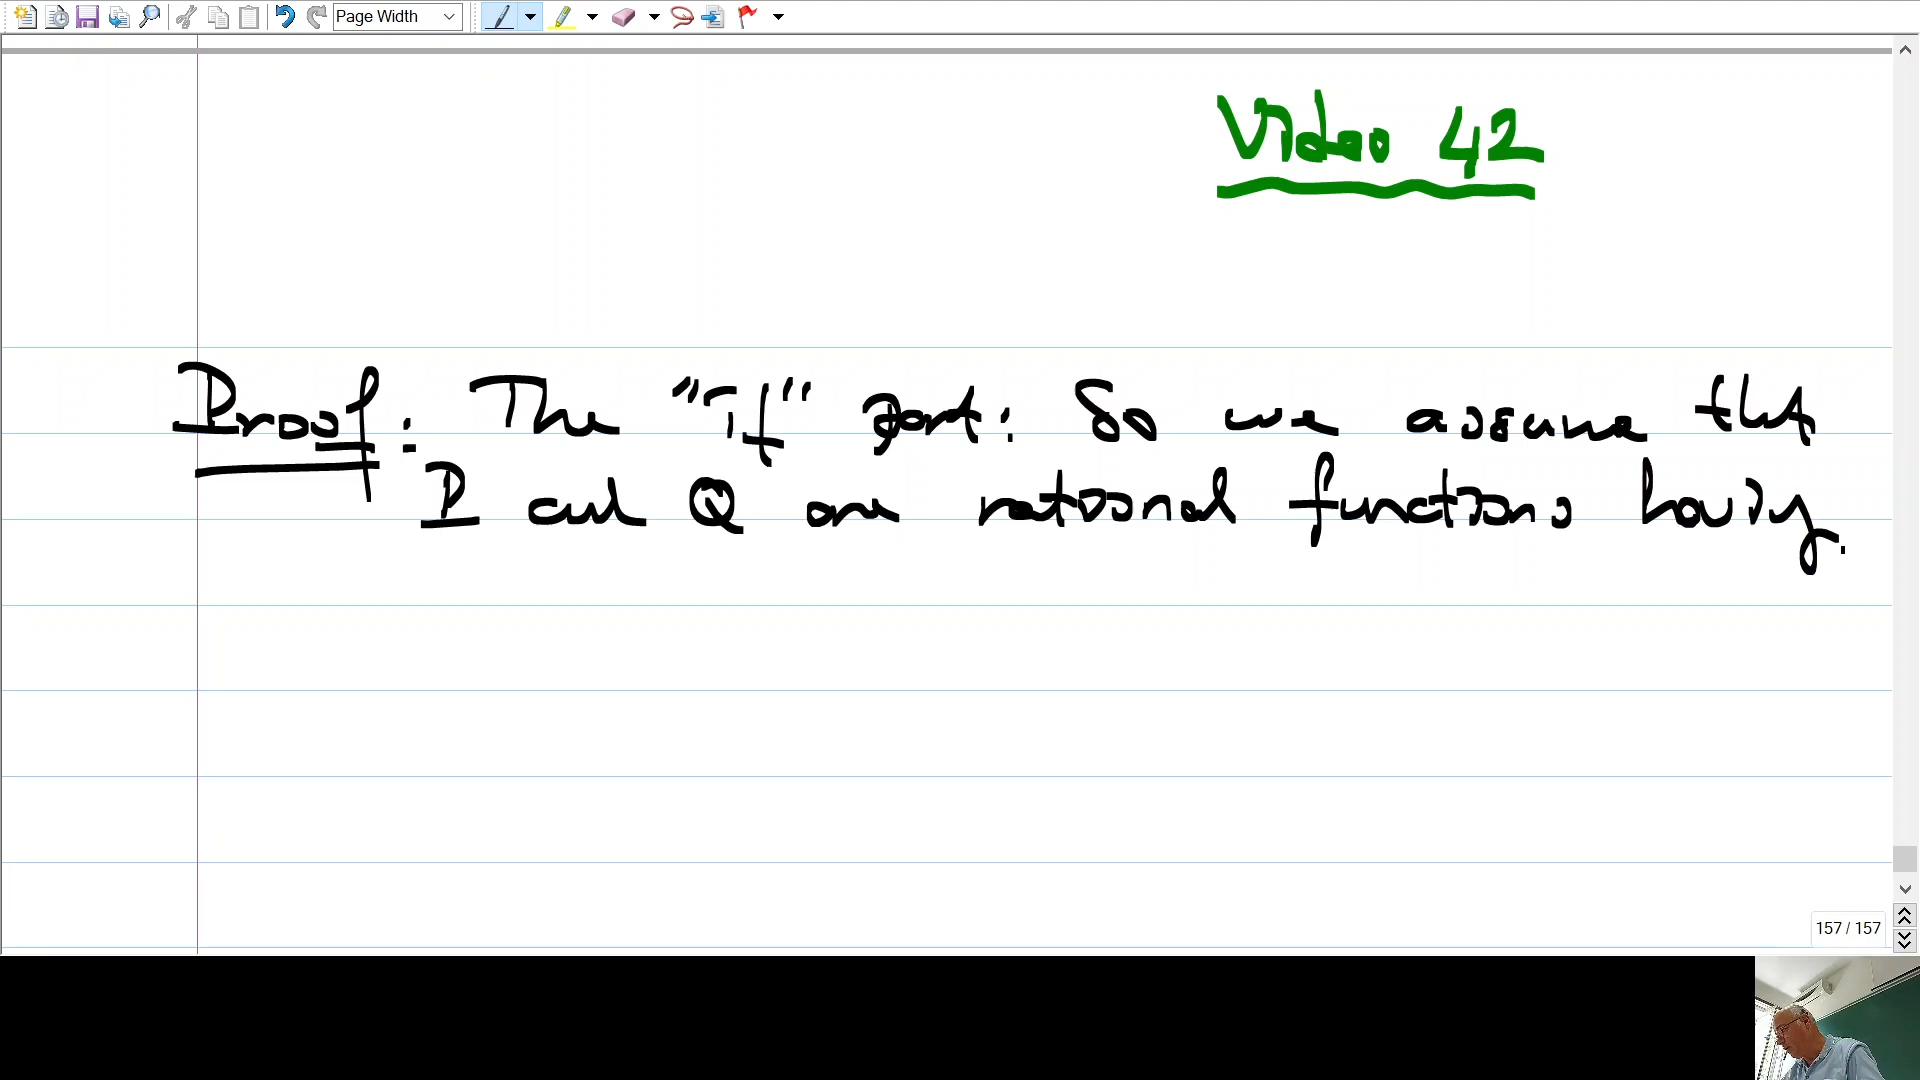 Page Width
Video 42
Proof: The "if" part: So we assume that
P and Q are rational functions having
157 / 157